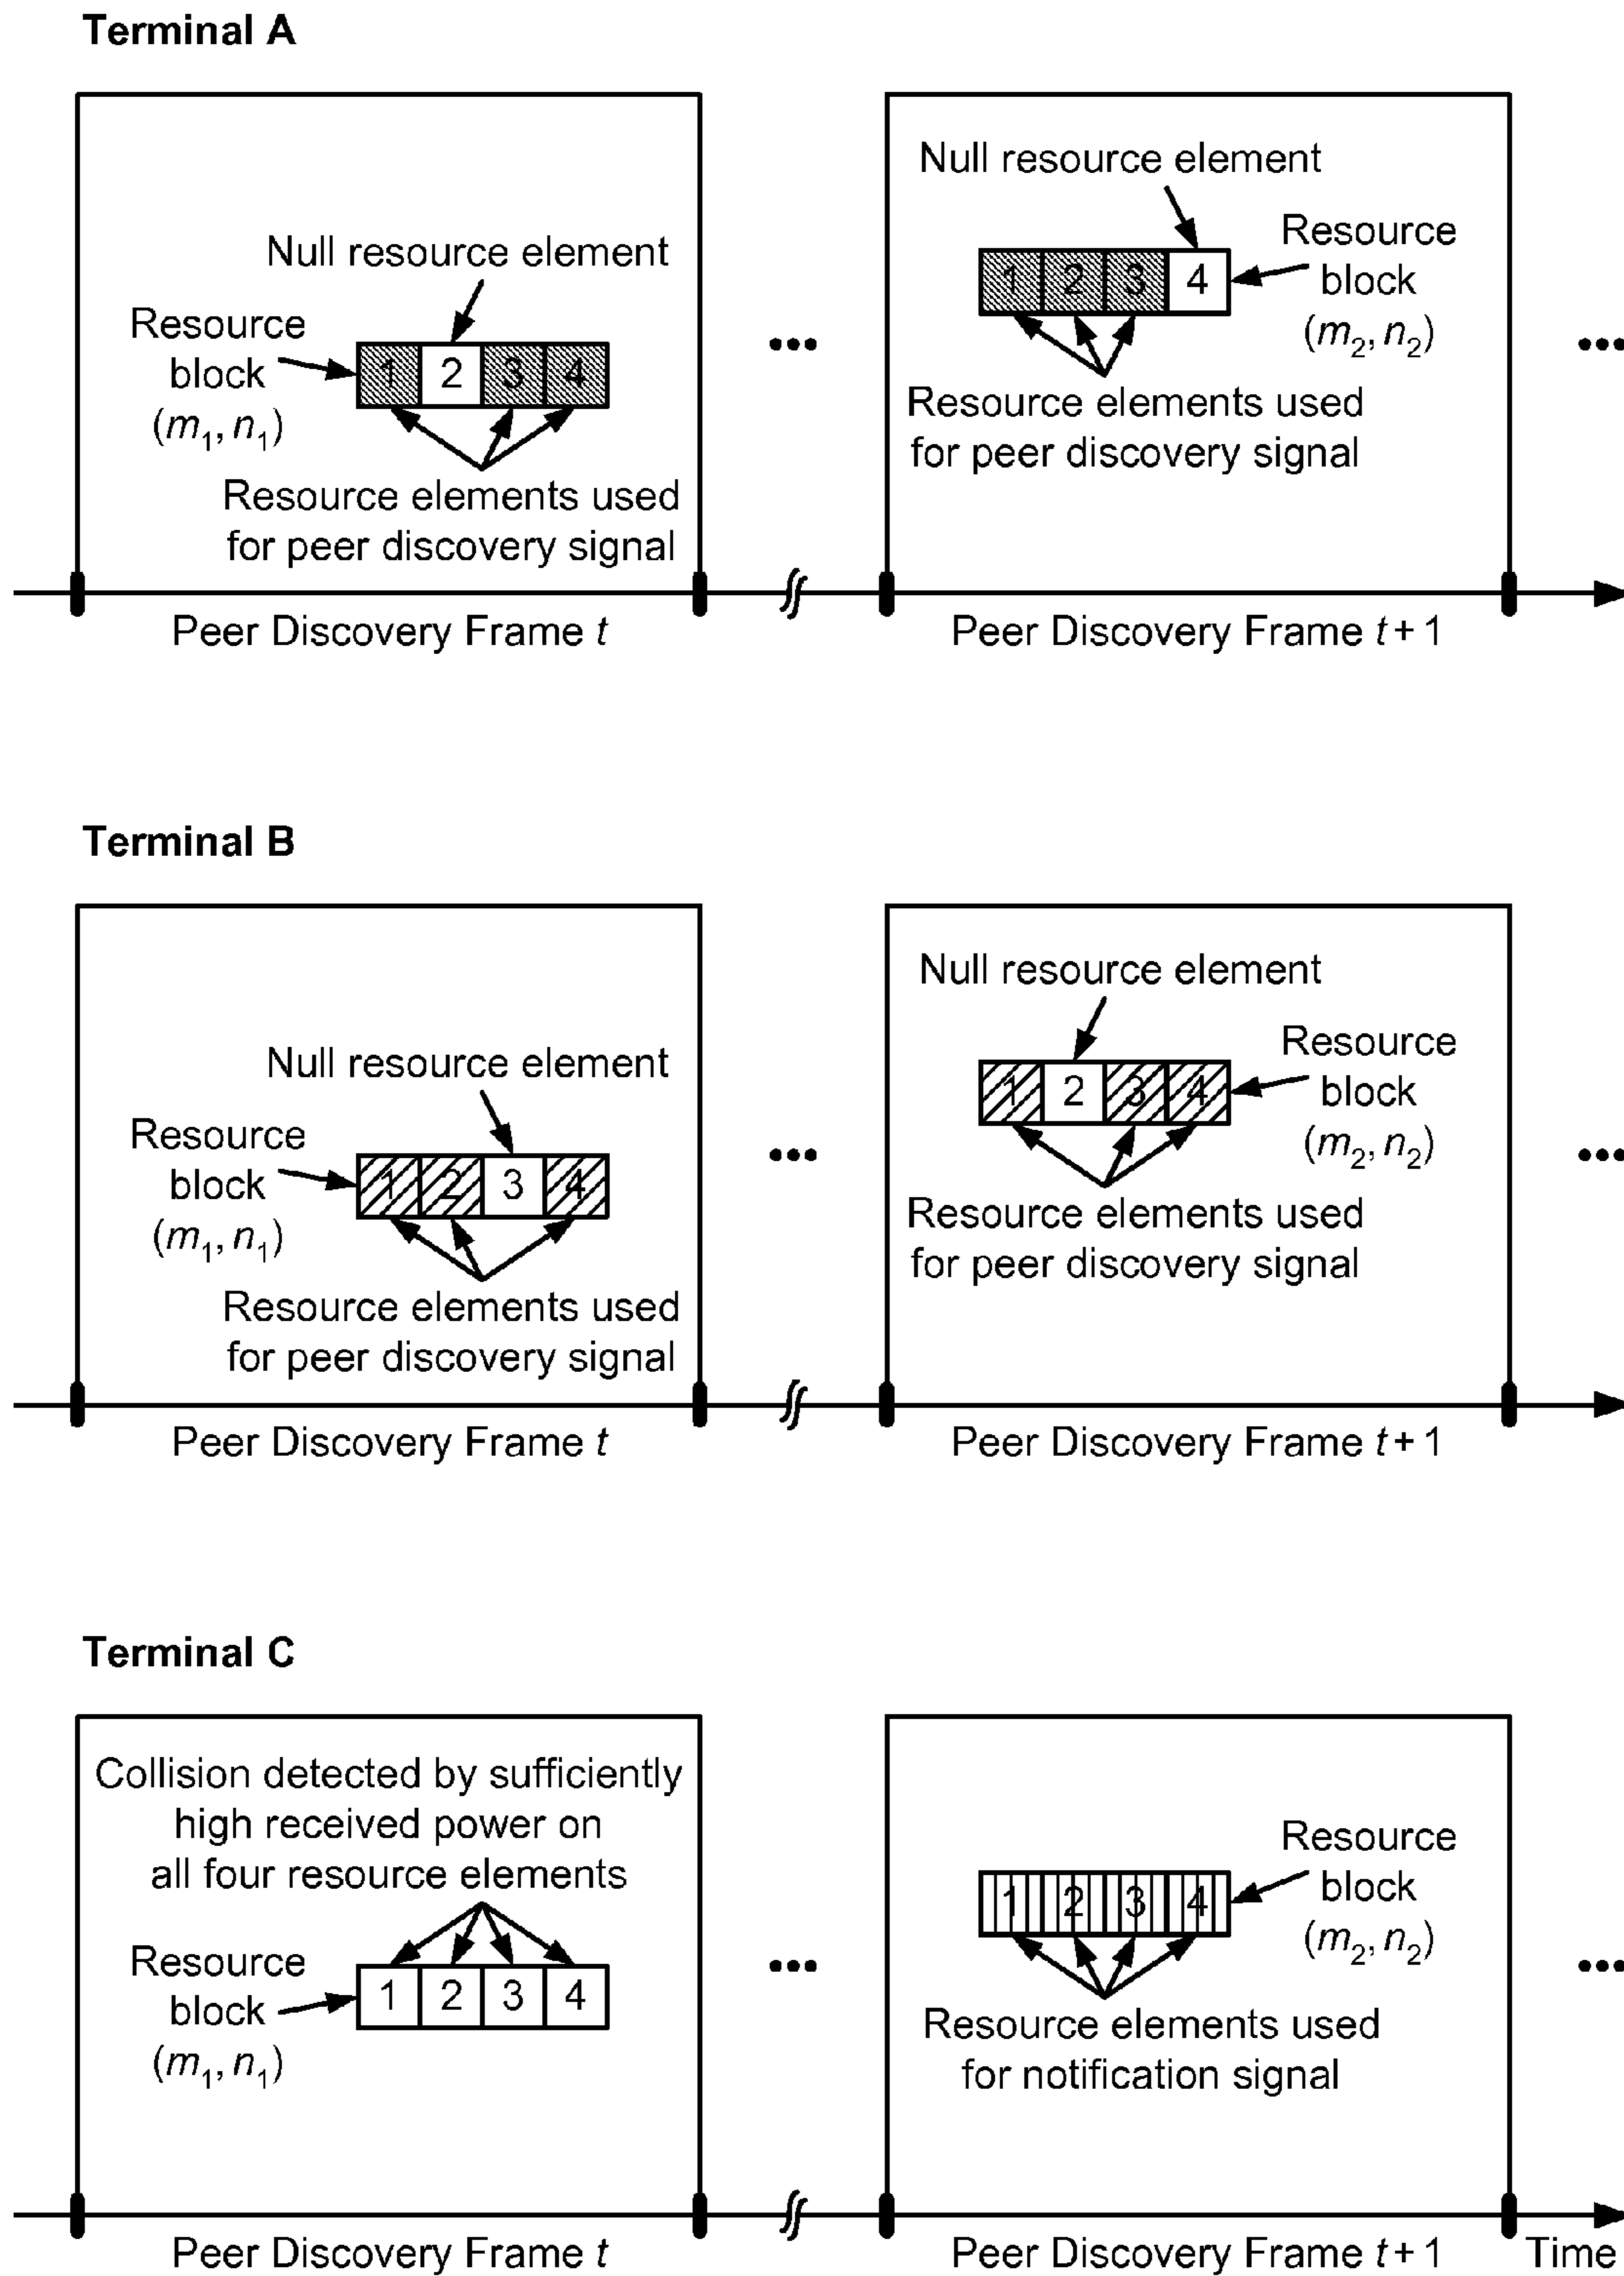 Terminal A
Null resource element
Resource
block
(m1, n1)
1 2 3 4
Resource elements used
for peer discovery signal
Peer Discovery Frame t
...
Null resource element
1 2 3 4
Resource
block
(m2, n2)
Resource elements used
for peer discovery signal
Peer Discovery Frame t + 1
...
Terminal B
Null resource element
Resource
block
(m1, n1)
1 2 3 4
Resource elements used
for peer discovery signal
Peer Discovery Frame t
...
Null resource element
1 2 3 4
Resource
block
(m2, n2)
Resource elements used
for peer discovery signal
Peer Discovery Frame t + 1
...
Terminal C
Collision detected by sufficiently
high received power on
all four resource elements
Resource
block
(m1, n1)
1 2 3 4
Peer Discovery Frame t
...
1 2 3 4
Resource
block
(m2, n2)
Resource elements used
for notification signal
Peer Discovery Frame t + 1
...
Time